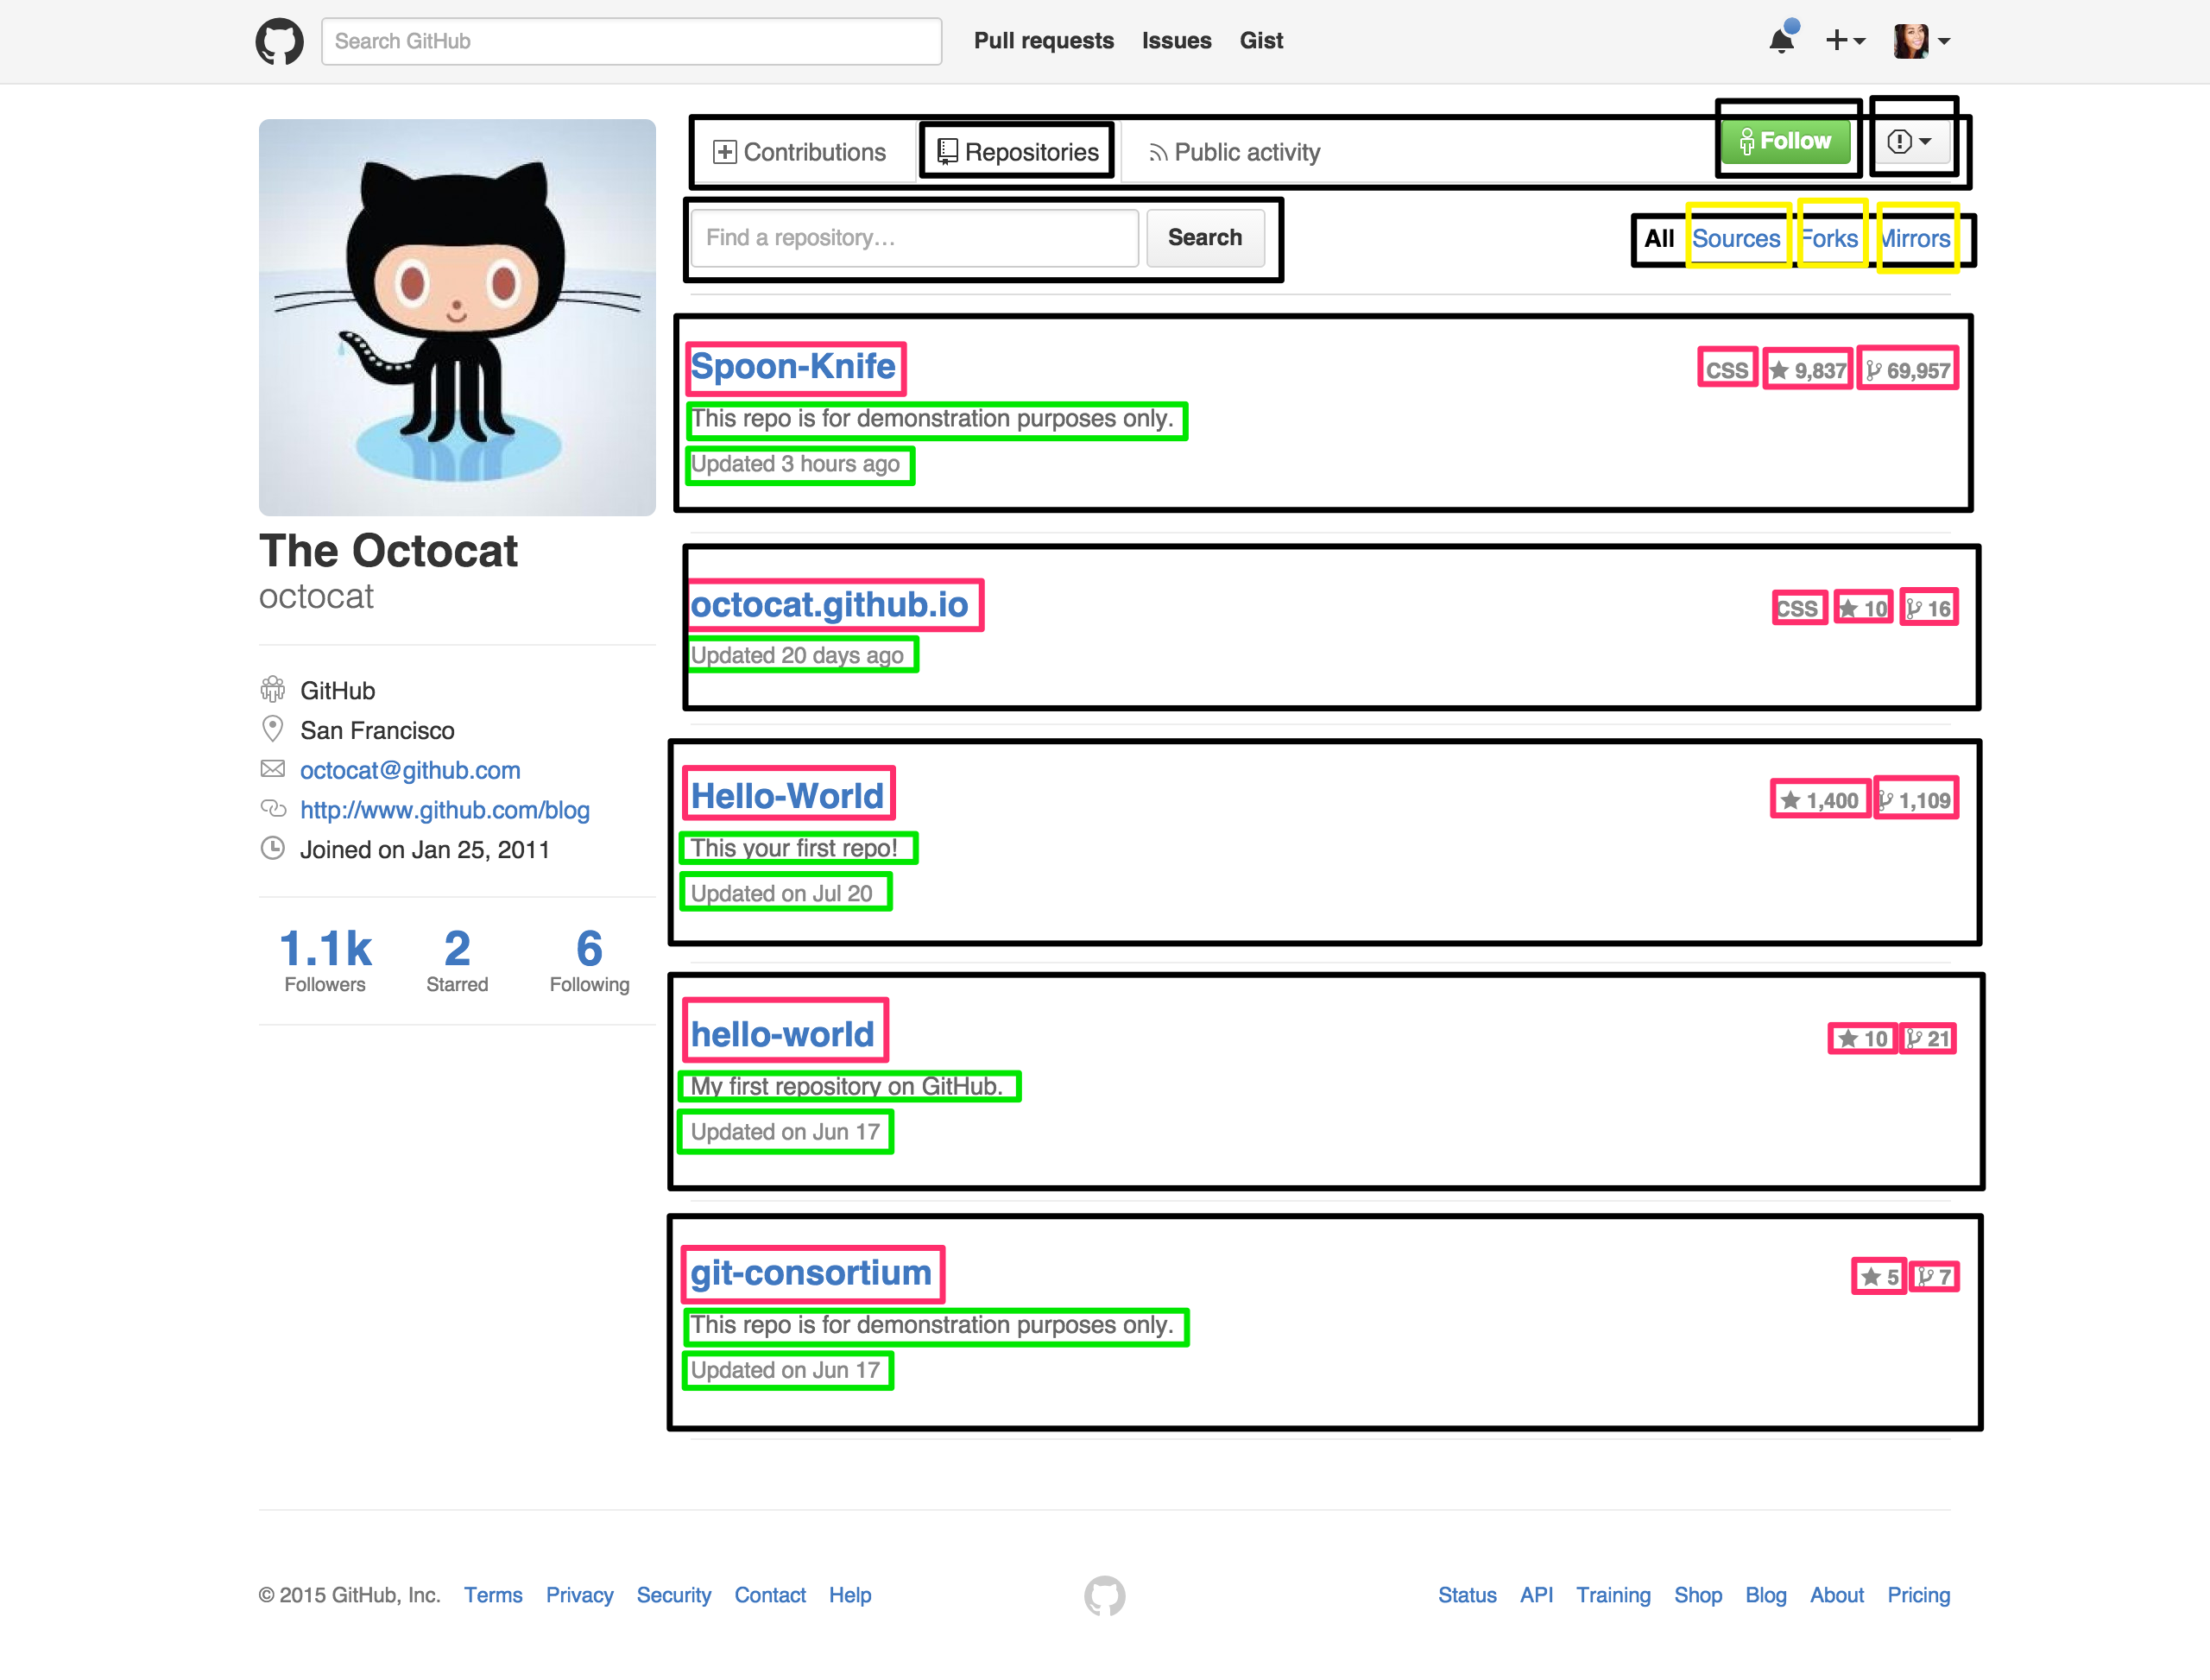 Search GitHub
Pull requests Issues Gist
Contributions Repositories Public activity Follow
Find a repository… Search All Sources Forks Mirrors
The Octocat
octocat
GitHub
San Francisco
octocat@github.com
http://www.github.com/blog
Joined on Jan 25, 2011
1.1k 2 6
Followers Starred Following
Spoon-Knife CSS 9,837 69,957
This repo is for demonstration purposes only.
Updated 3 hours ago
octocat.github.io CSS 10 16
Updated 20 days ago
Hello-World 1,400 1,109
This your first repo!
Updated on Jul 20
hello-world 10 21
My first repository on GitHub.
Updated on Jun 17
git-consortium 5 7
This repo is for demonstration purposes only.
Updated on Jun 17
© 2015 GitHub, Inc. Terms Privacy Security Contact Help Status API Training Shop Blog About Pricing